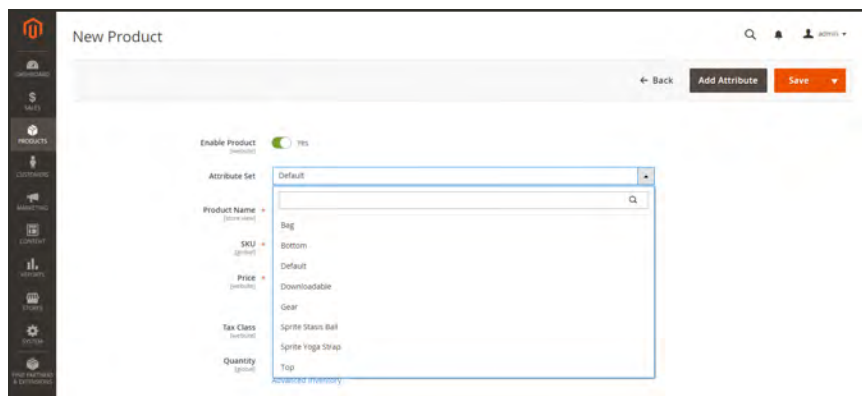 New Product
admin
DASHBOARD
SALES
PRODUCTS
CUSTOMERS
MARKETING
CONTENT
REPORTS
STORES
SYSTEM
FIND PARTNERS
& EXTENSIONS
Back
Add Attribute
Save
Enable Product
[website]
Yes
Attribute Set
Default
Product Name *
[store view]
Bag
SKU *
[global]
Bottom
Default
Price *
[website]
Downloadable
Gear
Tax Class
[website]
Sprite Stasis Ball
Sprite Yoga Strap
Quantity
[global]
Top
Advanced Inventory